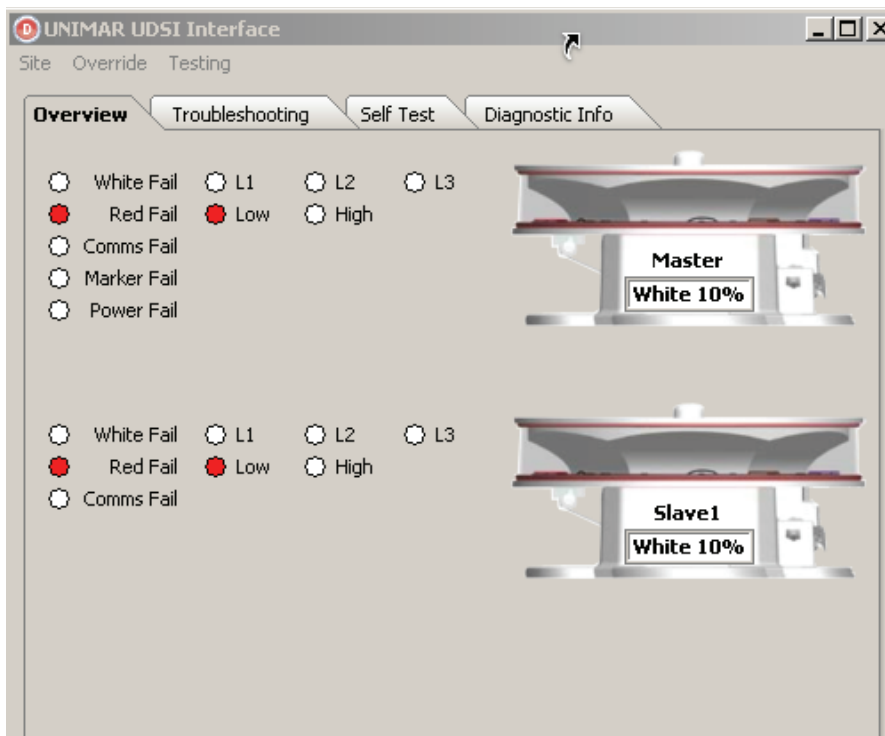 UNIMAR UDSI Interface
Site Override Testing
Overview Troubleshooting Self Test Diagnostic Info
White Fail L1 L2 L3
Red Fail Low High
Comms Fail
Marker Fail
Power Fail
Master
White 10%
White Fail L1 L2 L3
Red Fail Low High
Comms Fail
Slave1
White 10%